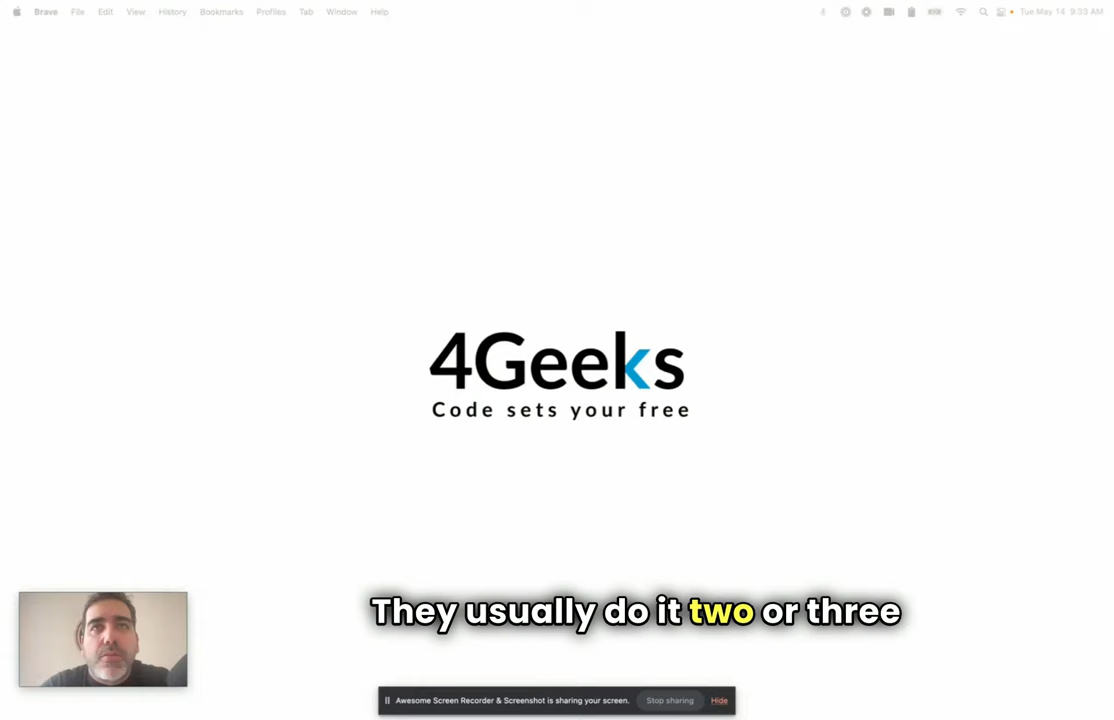 Brave File Edit View History Bookmarks Profiles Tab Window Help Tue May 14 9:33 AM
4Geeks
Code sets your free
They usually do it two or three
Awesome Screen Recorder & Screenshot is sharing your screen. Stop sharing Hide